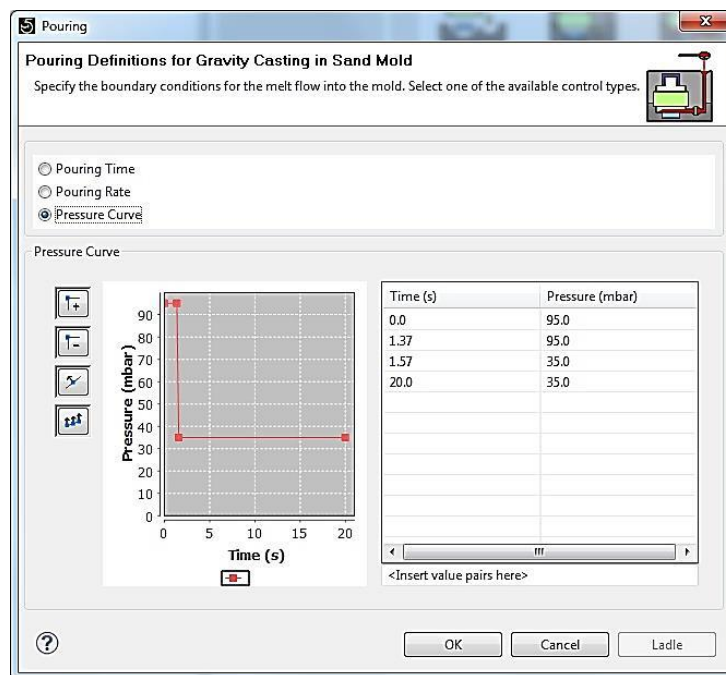 5 Pouring
Pouring Definitions for Gravity Casting in Sand Mold
Specify the boundary conditions for the melt flow into the mold. Select one of the available control types.
Pouring Time
Pouring Rate
Pressure Curve
Pressure Curve
90
80
70
60
50
40
30
20
10
0
Pressure (mbar)
0 5 10 15 20
Time (s)
Time (s) Pressure (mbar)
0.0 95.0
1.37 95.0
1.57 35.0
20.0 35.0
<Insert value pairs here>
? OK Cancel Ladle